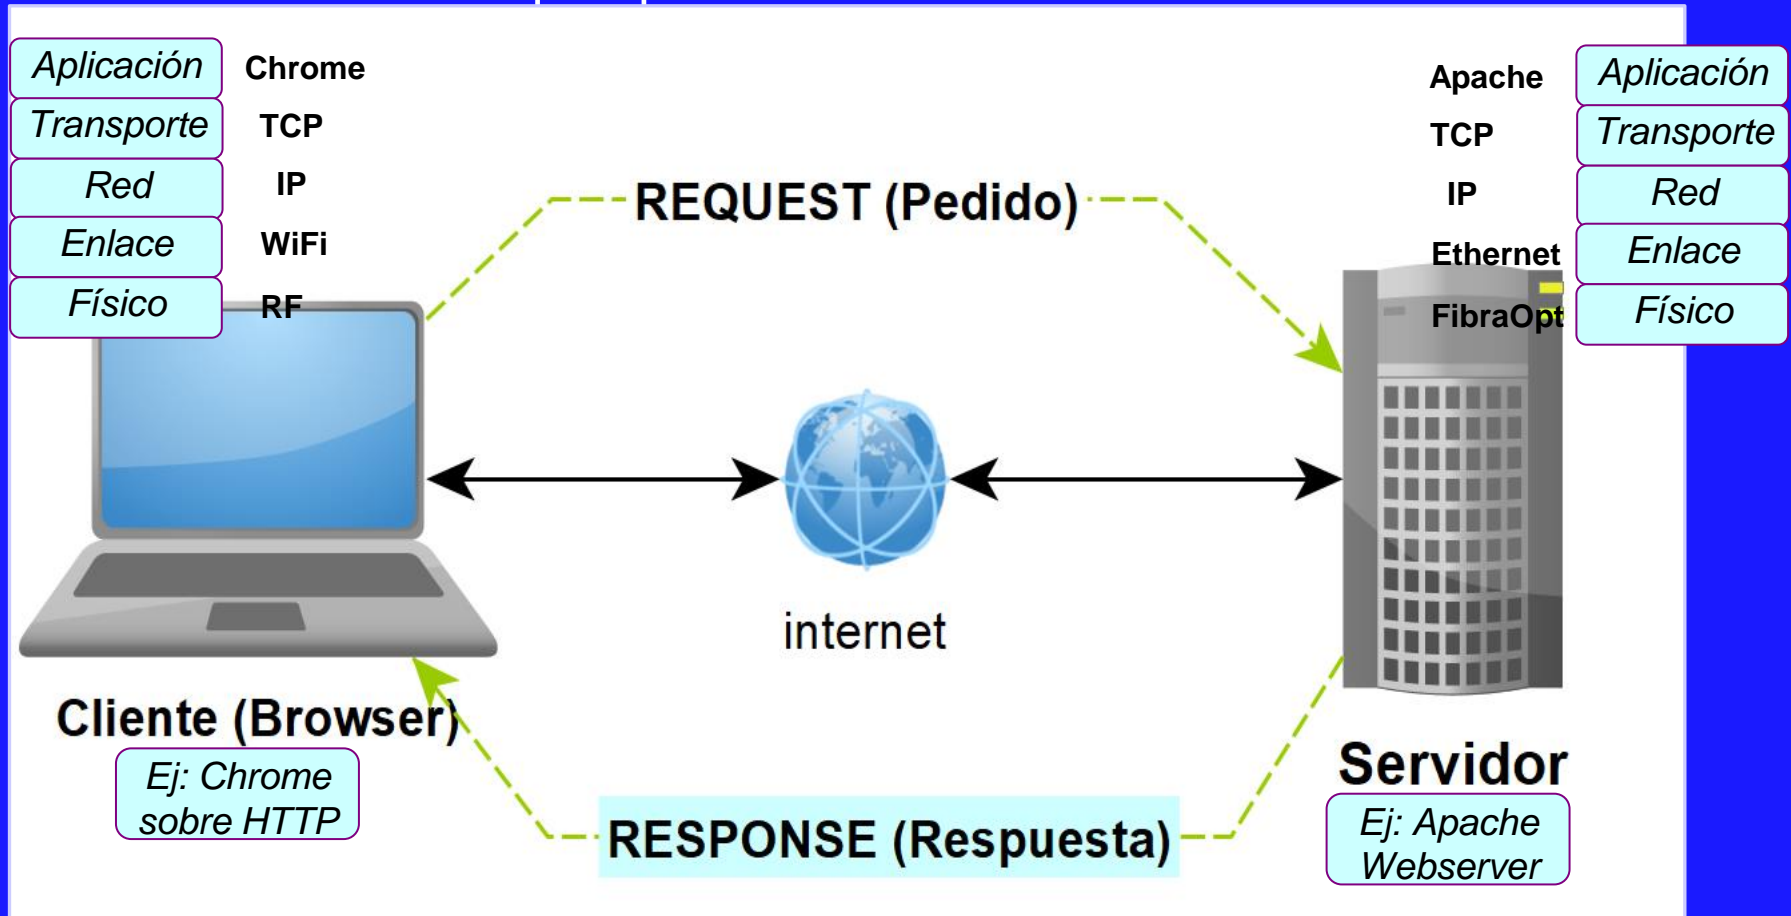 Aplicación Chrome
Transporte TCP
Red IP
Enlace WiFi
Físico RF
Apache Aplicación
TCP Transporte
IP Red
Ethernet Enlace
FibraOpt Físico
REQUEST (Pedido)
internet
Cliente (Browser)
Ej: Chrome
sobre HTTP
Servidor
Ej: Apache
Webserver
RESPONSE (Respuesta)